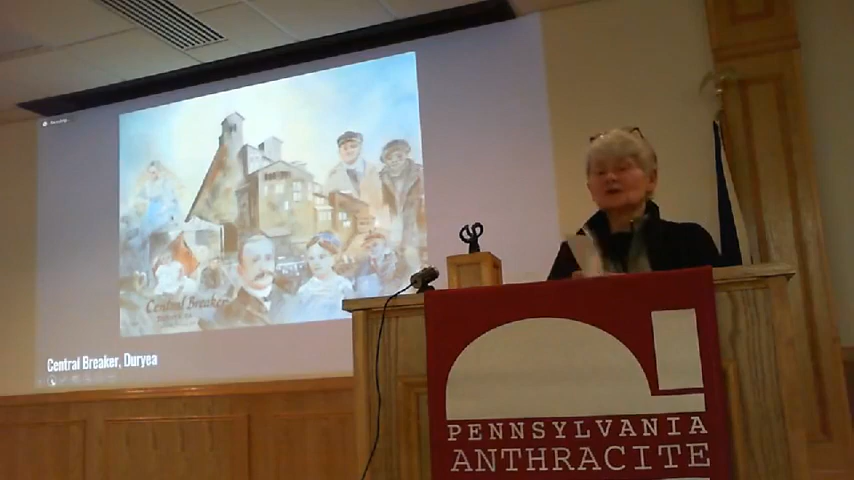 Central Breaker
Central Breaker, Duryea
PENNSYLVANIA
ANTHRACITE